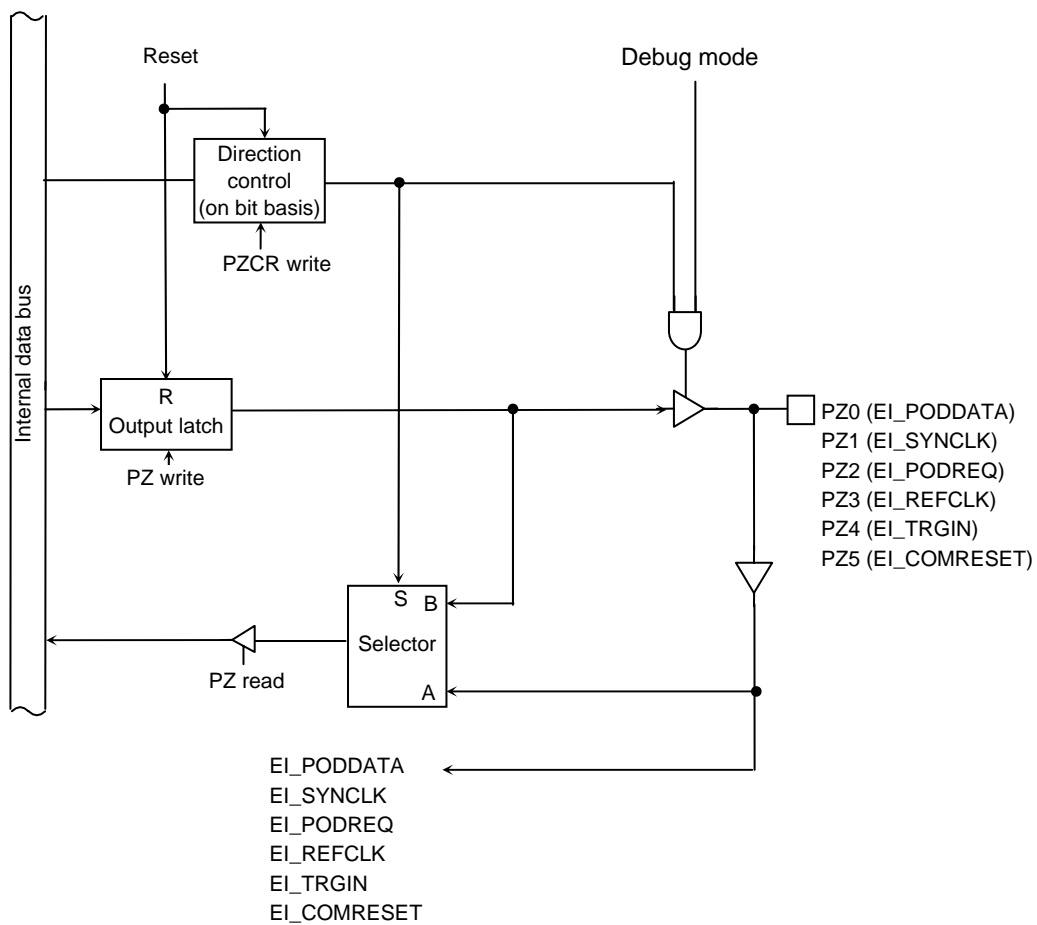 Reset
Debug mode
Direction
control
(on bit basis)
PZCR write
Internal data bus
R
Output latch
PZ write
PZ0 (EI_PODDATA)
PZ1 (EI_SYNCLK)
PZ2 (EI_PODREQ)
PZ3 (EI_REFCLK)
PZ4 (EI_TRGIN)
PZ5 (EI_COMRESET)
S
B
Selector
A
PZ read
EI_PODDATA
EI_SYNCLK
EI_PODREQ
EI_REFCLK
EI_TRGIN
EI_COMRESET